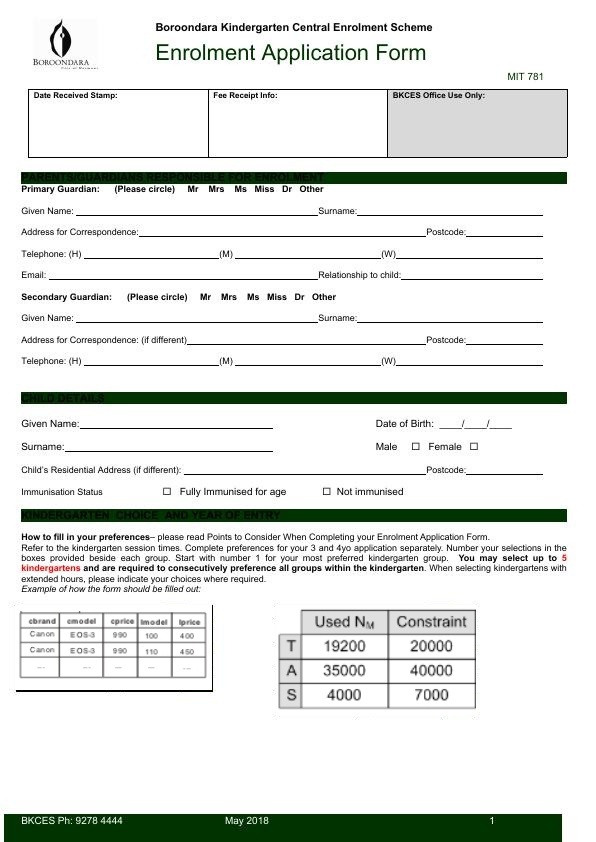 Boroondara Kindergarten Central Enrolment Scheme
Enrolment Application Form
BOROONDARA
MIT 781
Date Received Stamp: Fee Receipt Info: BKCES Office Use Only:
PARENTS/GUARDIANS RESPONSIBLE FOR ENROLMENT
Primary Guardian: (Please circle) Mr Mrs Ms Miss Dr Other
Given Name: Surname:
Address for Correspondence: Postcode:
Telephone: (H) (M) (W)
Email: Relationship to child:
Secondary Guardian: (Please circle) Mr Mrs Ms Miss Dr Other
Given Name: Surname:
Address for Correspondence: (if different) Postcode:
Telephone: (H) (M) (W)
CHILD DETAILS
Given Name: Date of Birth: ____/____/____
Surname: Male ☐ Female ☐
Child's Residential Address (if different): Postcode:
Immunisation Status ☐ Fully Immunised for age ☐ Not immunised
KINDERGARTEN CHOICE AND YEAR OF ENTRY
How to fill in your preferences– please read Points to Consider When Completing your Enrolment Application Form.
Refer to the kindergarten session times. Complete preferences for your 3 and 4yo application separately. Number your selections in the
boxes provided beside each group. Start with number 1 for your most preferred kindergarten group. You may select up to 5
kindergartens and are required to consecutively preference all groups within the kindergarten. When selecting kindergartens with
extended hours, please indicate your choices where required.
Example of how the form should be filled out:
cbrand cmodel cprice lmodel lprice
Canon EOS-3 990 100 400
Canon EOS-3 990 110 450
... ... ... ... ...
Used NM Constraint
T 19200 20000
A 35000 40000
S 4000 7000
BKCES Ph: 9278 4444 May 2018 1